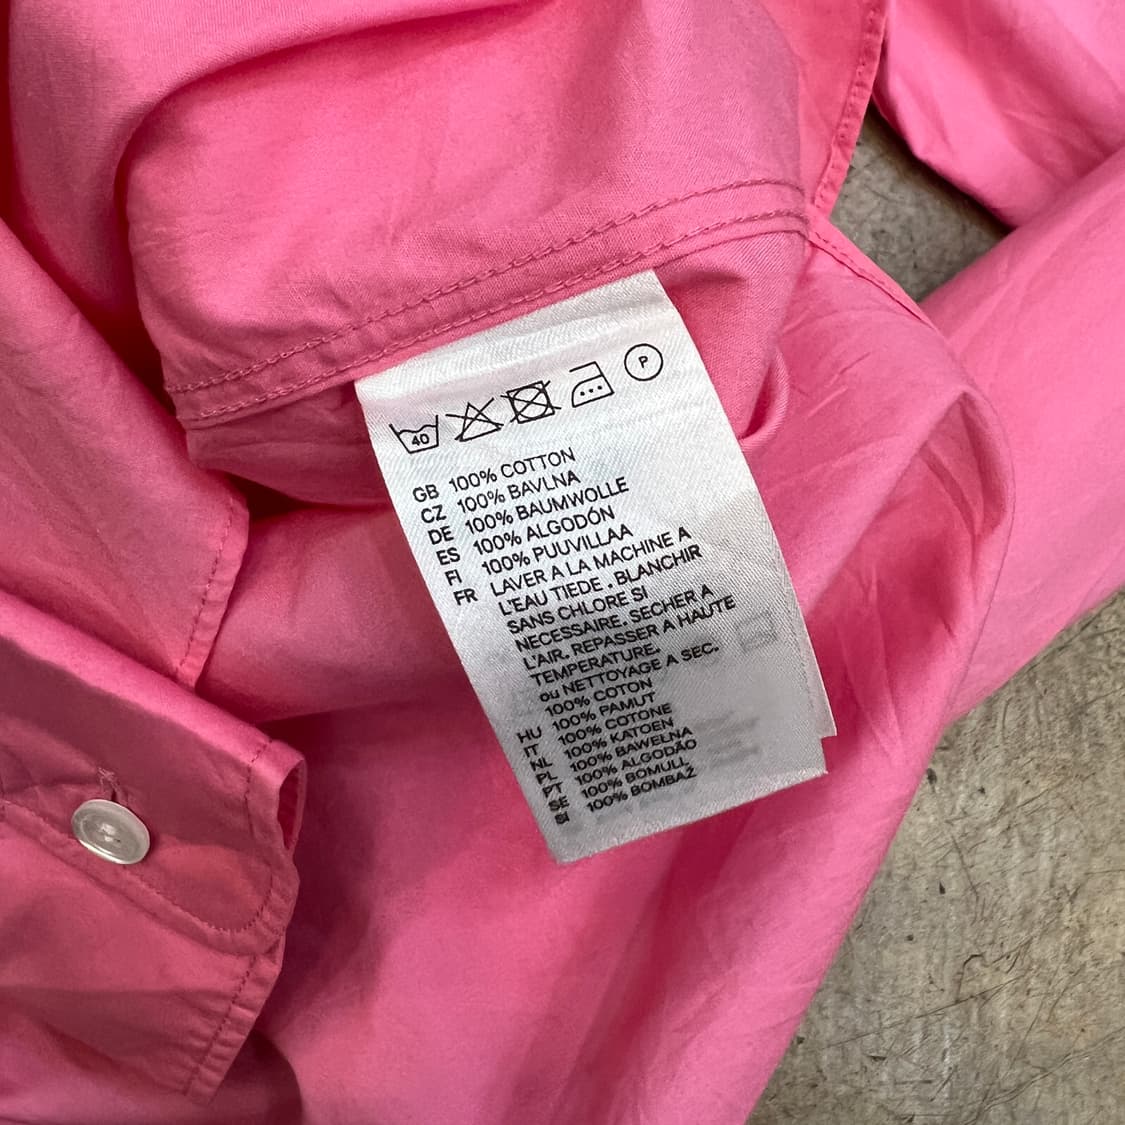 40
P
GB 100% COTTON
CZ 100% BAVLNA
DE 100% BAUMWOLLE
ES 100% ALGODÓN
FI 100% PUUVILLAA
FR LAVER A LA MACHINE A
L'EAU TIEDE . BLANCHIR
SANS CHLORE SI
NECESSAIRE. SECHER A
L'AIR. REPASSER A HAUTE
TEMPERATURE.
ou NETTOYAGE A SEC.
100% COTON
HU 100% PAMUT
IT 100% COTONE
NL 100% KATOEN
PL 100% BAWEŁNA
PT 100% ALGODÃO
SE 100% BOMULL
SI 100% BOMBAŽ